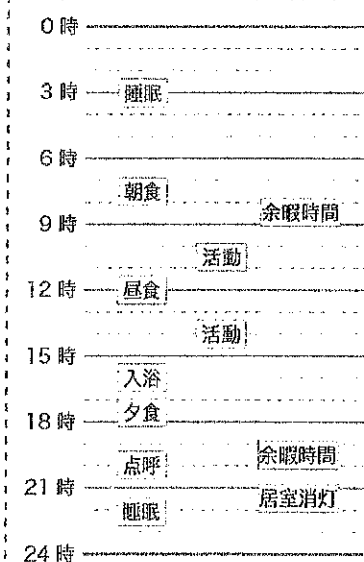 0時
3時 睡眠
6時
朝食
余暇時間
9時
活動
12時 昼食
活動
15時
入浴
夕食
18時
点呼 余暇時間
21時
居室消灯
睡眠
24時